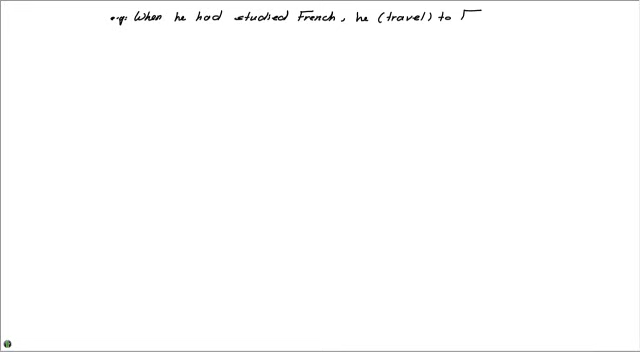 e.g: When he had studied French, he (travel) to